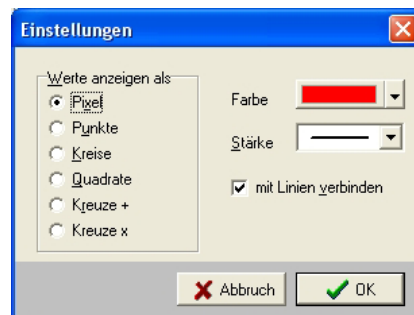 Einstellungen
Werte anzeigen als
Pixel
Punkte
Kreise
Quadrate
Kreuze +
Kreuze x
Farbe
Stärke
mit Linien verbinden
Abbruch
OK